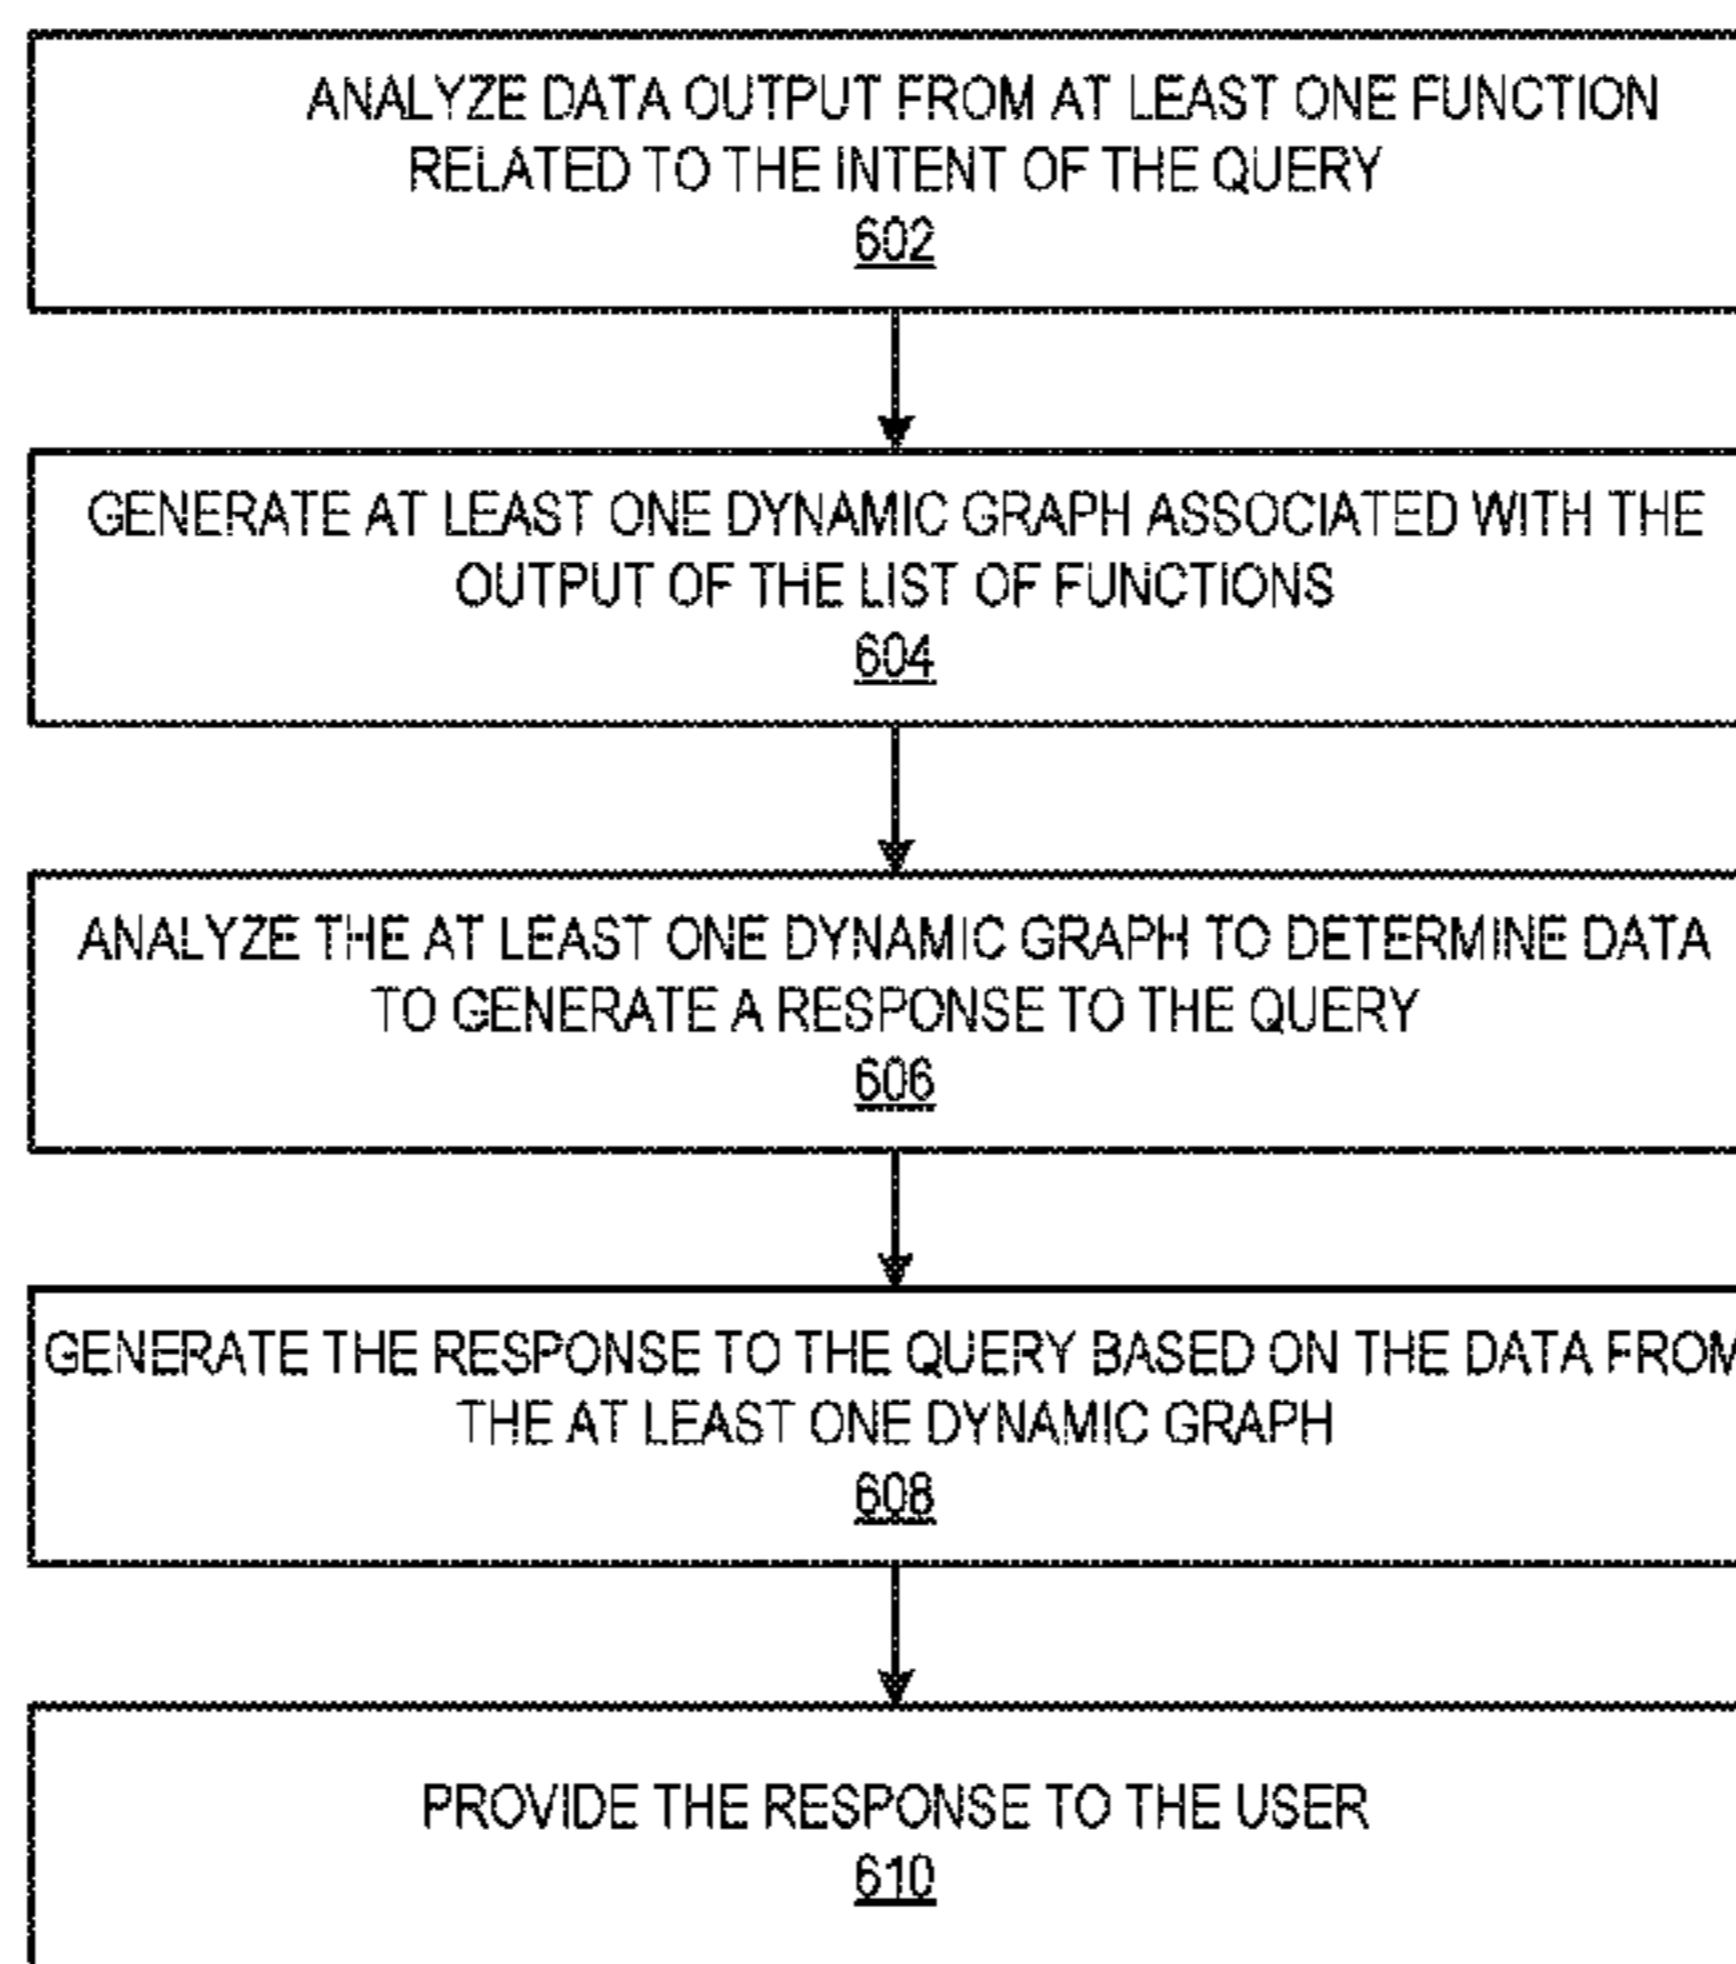 ANALYZE DATA OUTPUT FROM AT LEAST ONE FUNCTION
RELATED TO THE INTENT OF THE QUERY
602
GENERATE AT LEAST ONE DYNAMIC GRAPH ASSOCIATED WITH THE
OUTPUT OF THE LIST OF FUNCTIONS
604
ANALYZE THE AT LEAST ONE DYNAMIC GRAPH TO DETERMINE DATA
TO GENERATE A RESPONSE TO THE QUERY
606
GENERATE THE RESPONSE TO THE QUERY BASED ON THE DATA FROM
THE AT LEAST ONE DYNAMIC GRAPH
608
PROVIDE THE RESPONSE TO THE USER
610